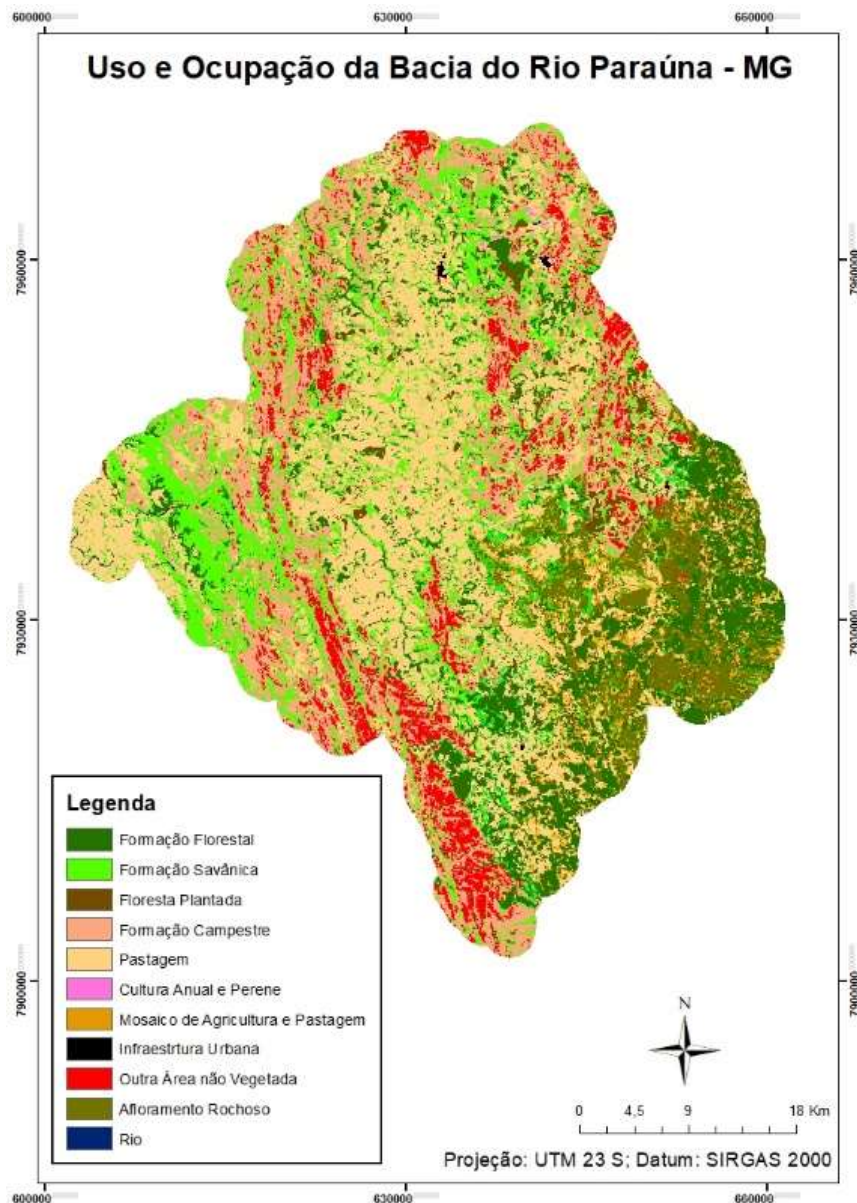 600000 630000 660000
Uso e Ocupação da Bacia do Rio Paraúna - MG
7960000 7960000
7930000 7930000
Legenda
Formação Florestal
Formação Savânica
Floresta Plantada
Formação Campestre
Pastagem
Cultura Anual e Perene
Mosaico de Agricultura e Pastagem
Infraestrtura Urbana
Outra Área não Vegetada
Afloramento Rochoso
Rio
7900000 7900000
N
0 4,5 9 18 Km
Projeção: UTM 23 S; Datum: SIRGAS 2000
600000 630000 660000